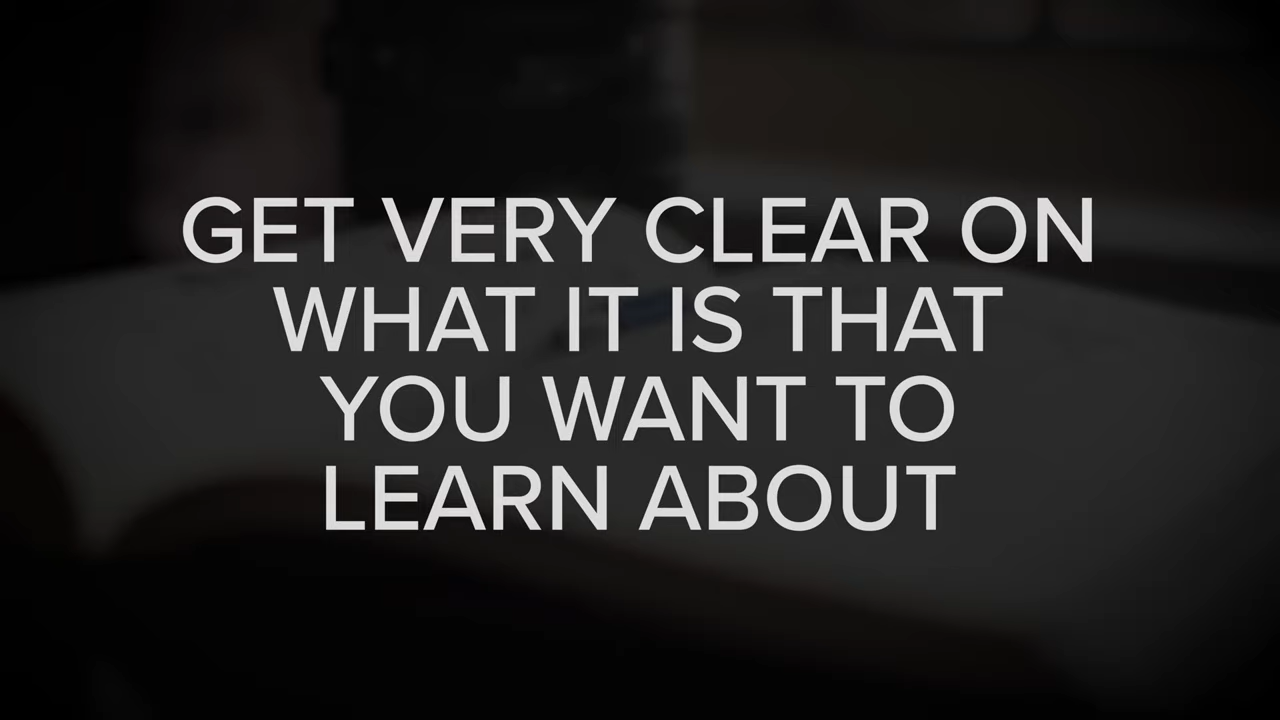 GET VERY CLEAR ON
WHAT IT IS THAT
YOU WANT TO
LEARN ABOUT